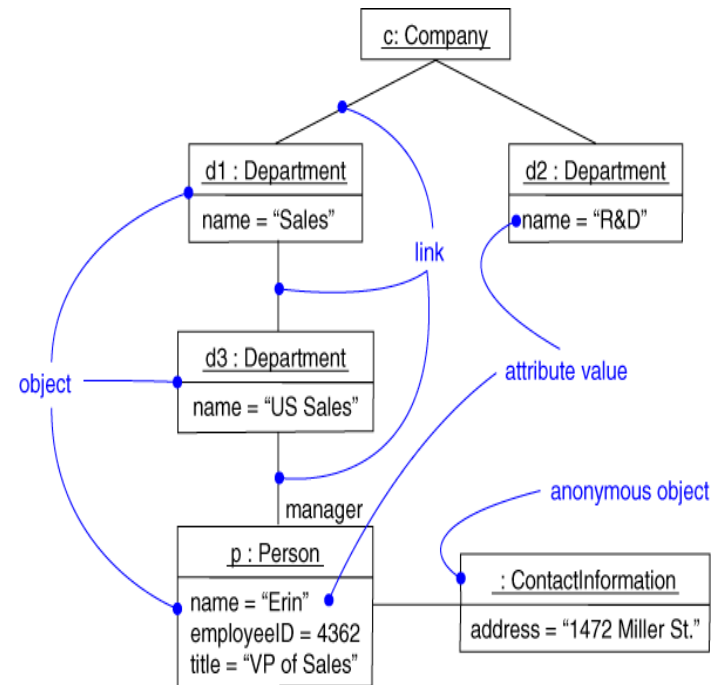 c: Company
d1 : Department
name = “Sales”
d2 : Department
name = “R&D”
link
d3 : Department
name = “US Sales”
object
attribute value
manager
anonymous object
p : Person
name = “Erin”
employeeID = 4362
title = “VP of Sales”
: ContactInformation
address = “1472 Miller St.”